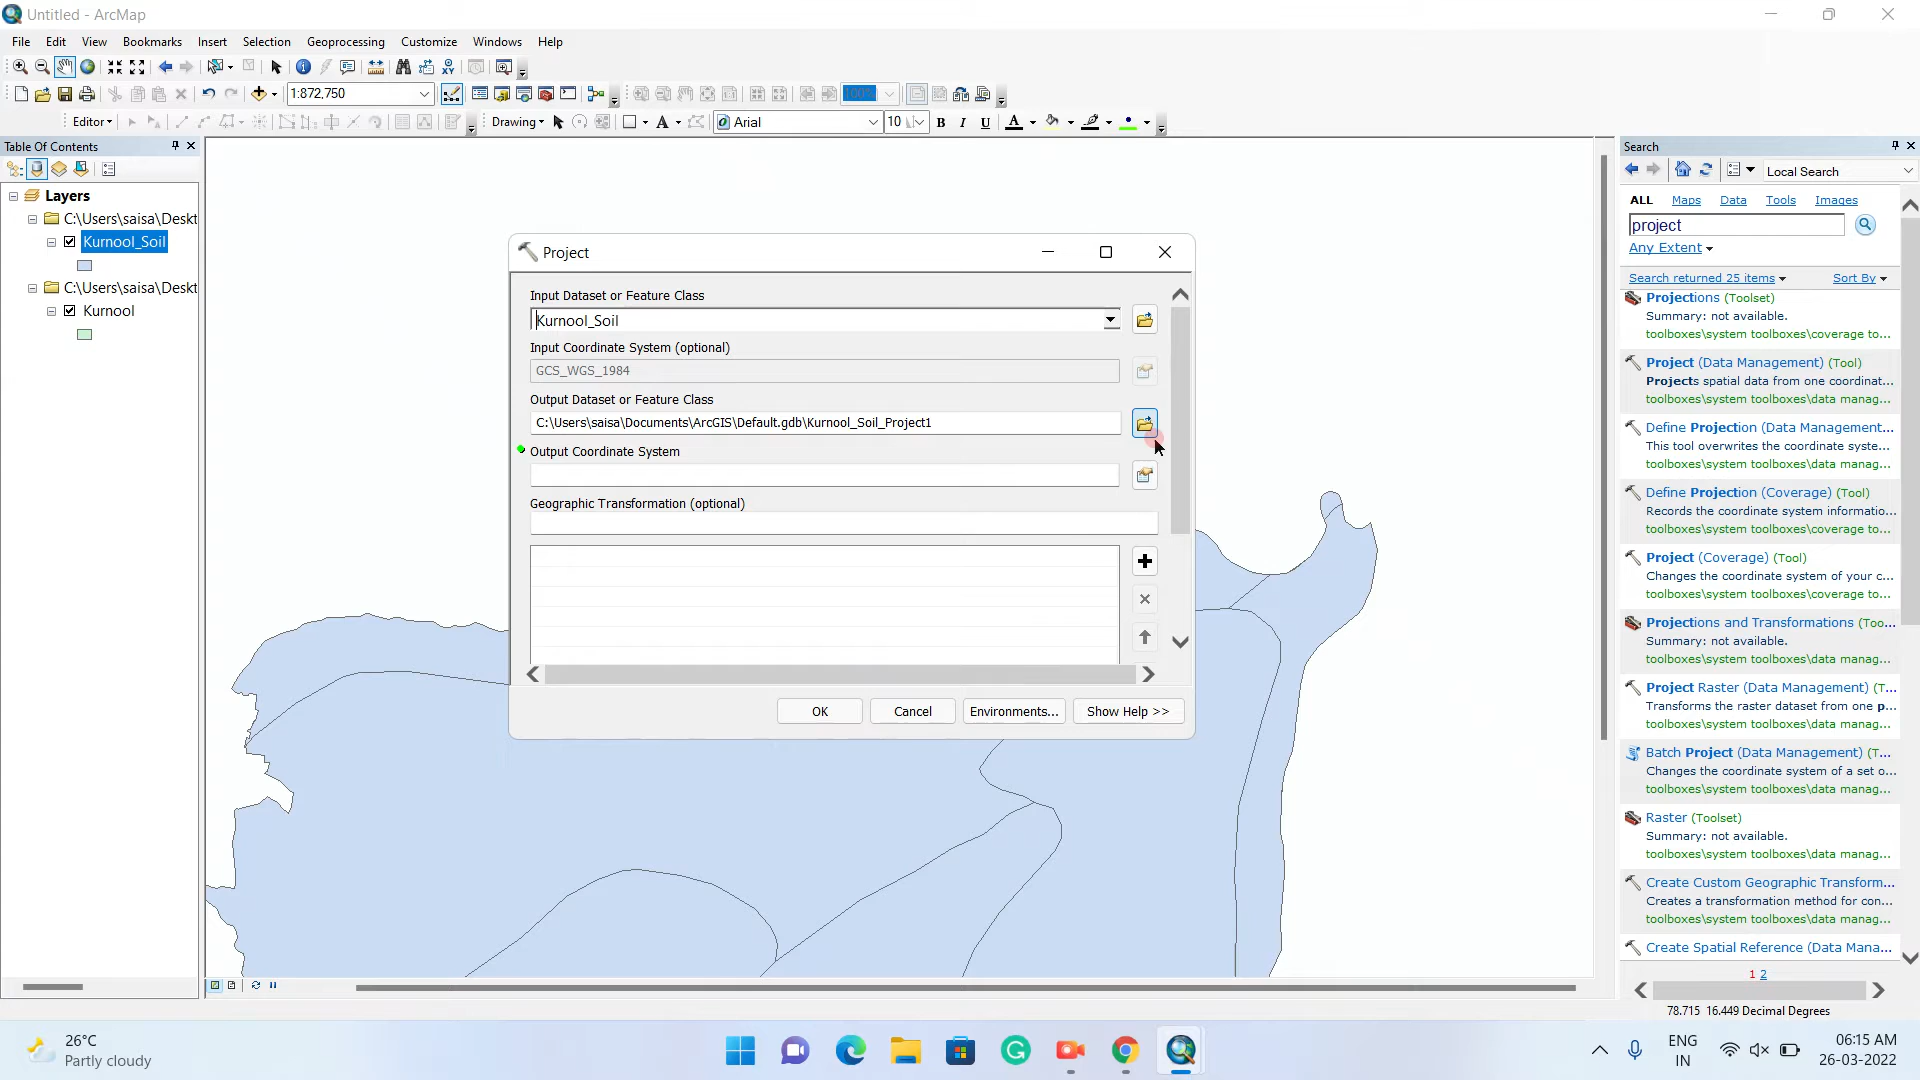 Untitled - ArcMap
File Edit View Bookmarks Insert Selection Geoprocessing Customize Windows Help
1:872,750
100%
Editor
Drawing
Arial
10
B I U A
Table Of Contents
Layers
C:\Users\saisa\Deskt
Kurnool_Soil
C:\Users\saisa\Deskt
Kurnool
Project
Input Dataset or Feature Class
Kurnool_Soil
Input Coordinate System (optional)
GCS_WGS_1984
Output Dataset or Feature Class
C:\Users\saisa\Documents\ArcGIS\Default.gdb\Kurnool_Soil_Project1
Output Coordinate System
Geographic Transformation (optional)
OK Cancel Environments... Show Help >>
Search
Local Search
ALL Maps Data Tools Images
project
Any Extent
Search returned 25 items Sort By
Projections (Toolset)
Summary: not available.
toolboxes\system toolboxes\coverage to...
Project (Data Management) (Tool)
Projects spatial data from one coordinat...
toolboxes\system toolboxes\data manag...
Define Projection (Data Management...
This tool overwrites the coordinate syste...
toolboxes\system toolboxes\data manag...
Define Projection (Coverage) (Tool)
Records the coordinate system informatio...
toolboxes\system toolboxes\coverage to...
Project (Coverage) (Tool)
Changes the coordinate system of your c...
toolboxes\system toolboxes\coverage to...
Projections and Transformations (Too...
Summary: not available.
toolboxes\system toolboxes\data manag...
Project Raster (Data Management) (T...
Transforms the raster dataset from one p...
toolboxes\system toolboxes\data manag...
Batch Project (Data Management) (T...
Changes the coordinate system of a set o...
toolboxes\system toolboxes\data manag...
Raster (Toolset)
Summary: not available.
toolboxes\system toolboxes\data manag...
Create Custom Geographic Transform...
Creates a transformation method for con...
toolboxes\system toolboxes\data manag...
Create Spatial Reference (Data Mana...
1 2
78.715 16.449 Decimal Degrees
26°C
Partly cloudy
ENG
IN
06:15 AM
26-03-2022